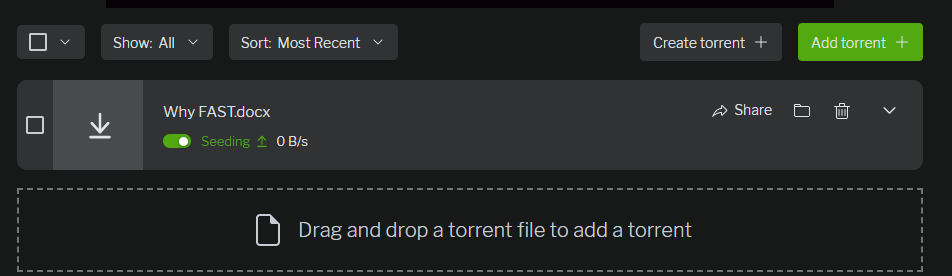 Show: All
Sort: Most Recent
Create torrent +
Add torrent +
Why FAST.docx
Share
Seeding 0 B/s
Drag and drop a torrent file to add a torrent